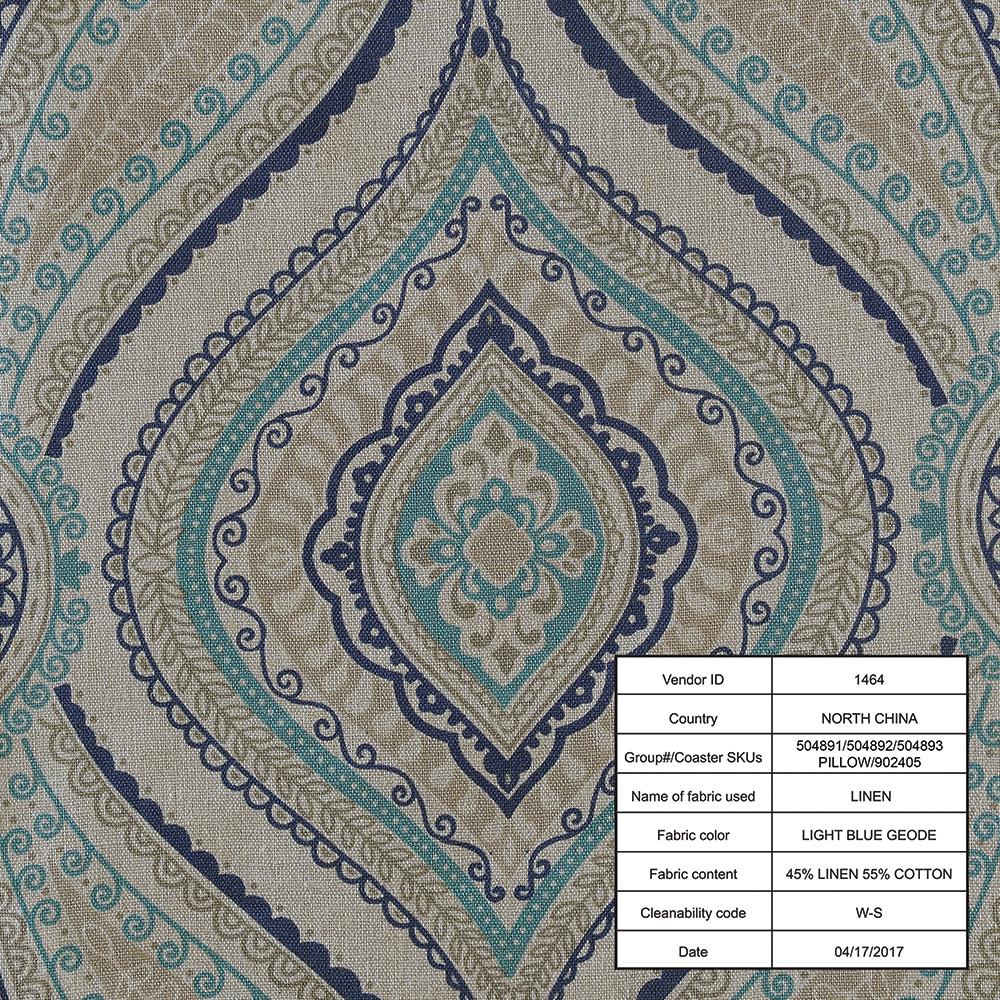 Vendor ID 1464
Country NORTH CHINA
Group#/Coaster SKUs 504891/504892/504893
PILLOW/902405
Name of fabric used LINEN
Fabric color LIGHT BLUE GEODE
Fabric content 45% LINEN 55% COTTON
Cleanability code W-S
Date 04/17/2017